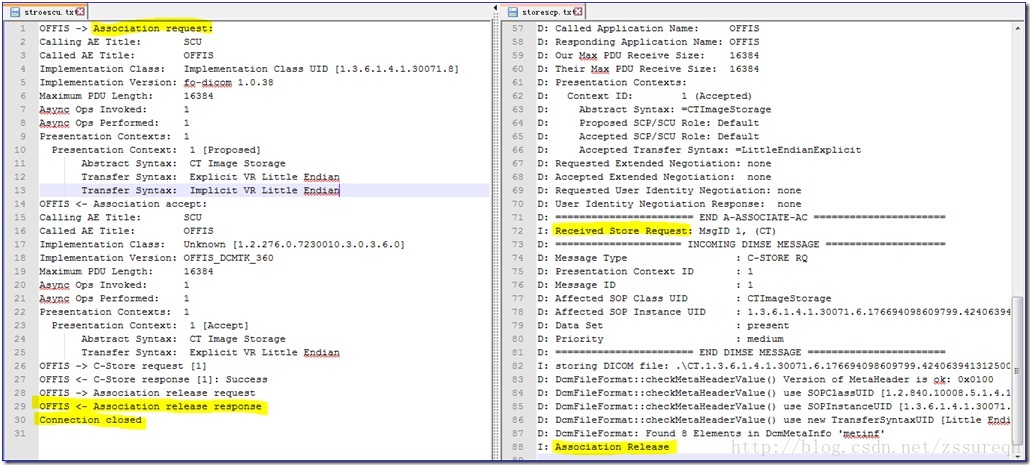 stroescu.txt
1 OFFIS -> Association request:
2 Calling AE Title: SCU
3 Called AE Title: OFFIS
4 Implementation Class: Implementation Class UID [1.3.6.1.4.1.30071.8]
5 Implementation Version: fo-dicom 1.0.38
6 Maximum PDU Length: 16384
7 Async Ops Invoked: 1
8 Async Ops Performed: 1
9 Presentation Contexts: 1
10 Presentation Context: 1 [Proposed]
11 Abstract Syntax: CT Image Storage
12 Transfer Syntax: Explicit VR Little Endian
13 Transfer Syntax: Implicit VR Little Endian
14 OFFIS <- Association accept:
15 Calling AE Title: SCU
16 Called AE Title: OFFIS
17 Implementation Class: Unknown [1.2.276.0.7230010.3.0.3.6.0]
18 Implementation Version: OFFIS_DCMTK_360
19 Maximum PDU Length: 16384
20 Async Ops Invoked: 1
21 Async Ops Performed: 1
22 Presentation Contexts: 1
23 Presentation Context: 1 [Accept]
24 Abstract Syntax: CT Image Storage
25 Transfer Syntax: Explicit VR Little Endian
26 OFFIS -> C-Store request [1]
27 OFFIS <- C-Store response [1]: Success
28 OFFIS -> Association release request
29 OFFIS <- Association release response
30 Connection closed
31
storescp.txt
57 D: Called Application Name: OFFIS
58 D: Responding Application Name: OFFIS
59 D: Our Max PDU Receive Size: 16384
60 D: Their Max PDU Receive Size: 16384
61 D: Presentation Contexts:
62 D: Context ID: 1 (Accepted)
63 D: Abstract Syntax: =CTImageStorage
64 D: Proposed SCP/SCU Role: Default
65 D: Accepted SCP/SCU Role: Default
66 D: Accepted Transfer Syntax: =LittleEndianExplicit
67 D: Requested Extended Negotiation: none
68 D: Accepted Extended Negotiation: none
69 D: Requested User Identity Negotiation: none
70 D: User Identity Negotiation Response: none
71 D: ======================= END A-ASSOCIATE-AC ======================
72 I: Received Store Request: MsgID 1, (CT)
73 D: ===================== INCOMING DIMSE MESSAGE ====================
74 D: Message Type : C-STORE RQ
75 D: Presentation Context ID : 1
76 D: Message ID : 1
77 D: Affected SOP Class UID : CTImageStorage
78 D: Affected SOP Instance UID : 1.3.6.1.4.1.30071.6.176694098609799.42406394
79 D: Data Set : present
80 D: Priority : medium
81 D: ======================= END DIMSE MESSAGE =======================
82 I: storing DICOM file: .\CT.1.3.6.1.4.1.30071.6.176694098609799.424063941312500
83 D: DcmFileFormat::checkMetaHeaderValue() Version of MetaHeader is ok: 0x0100
84 D: DcmFileFormat::checkMetaHeaderValue() use SOPClassUID [1.2.840.10008.5.1.4.1
85 D: DcmFileFormat::checkMetaHeaderValue() use SOPInstanceUID [1.3.6.1.4.1.30071.
86 D: DcmFileFormat::checkMetaHeaderValue() use new TransferSyntaxUID [Little Endi
87 D: DcmFileFormat: Found 8 Elements in DcmMetaInfo 'metinf'
88 I: Association Release
http://blog.csdn.net/zssureqh